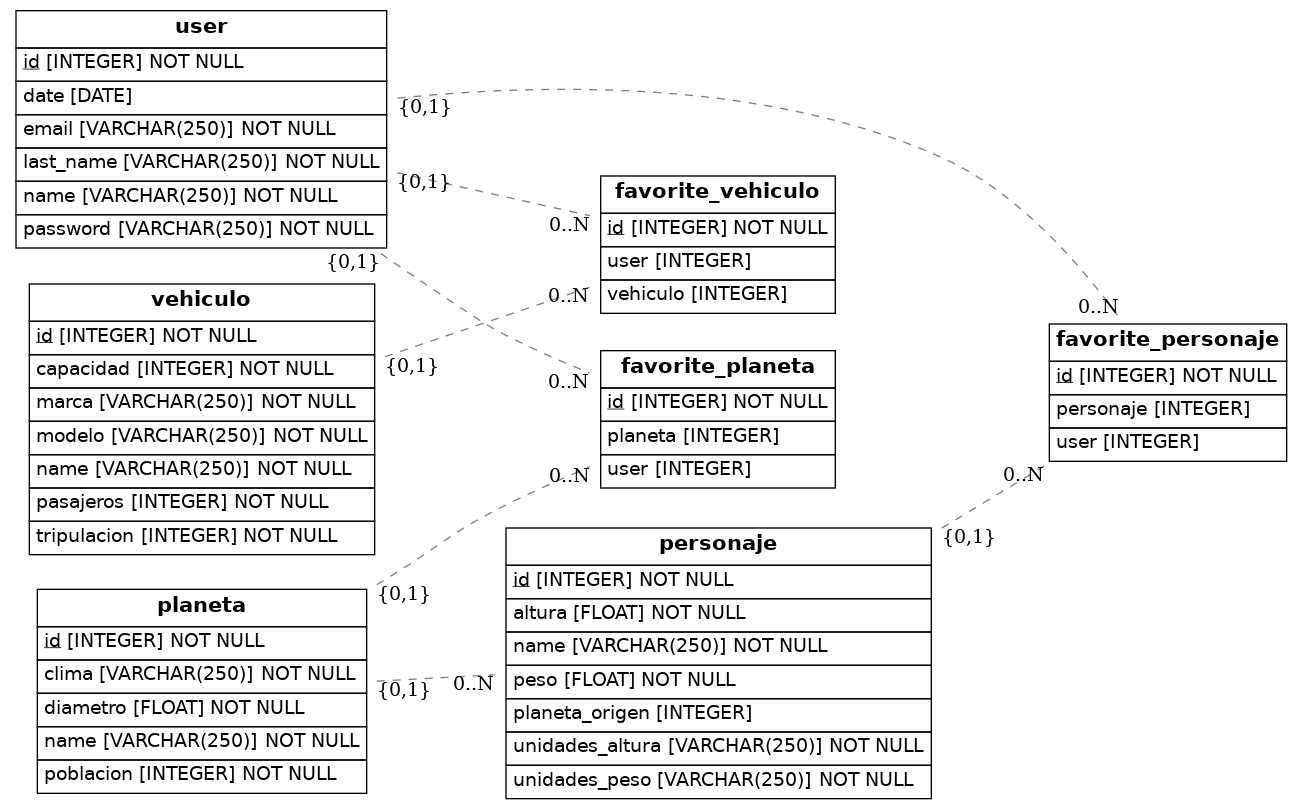 user
id [INTEGER] NOT NULL
date [DATE]
email [VARCHAR(250)] NOT NULL
last_name [VARCHAR(250)] NOT NULL
name [VARCHAR(250)] NOT NULL
password [VARCHAR(250)] NOT NULL
{0,1}
{0,1}
{0,1}
favorite_vehiculo
id [INTEGER] NOT NULL
user [INTEGER]
vehiculo [INTEGER]
0..N
0..N
vehiculo
id [INTEGER] NOT NULL
capacidad [INTEGER] NOT NULL
marca [VARCHAR(250)] NOT NULL
modelo [VARCHAR(250)] NOT NULL
name [VARCHAR(250)] NOT NULL
pasajeros [INTEGER] NOT NULL
tripulacion [INTEGER] NOT NULL
{0,1}
favorite_planeta
id [INTEGER] NOT NULL
planeta [INTEGER]
user [INTEGER]
0..N
0..N
0..N
favorite_personaje
id [INTEGER] NOT NULL
personaje [INTEGER]
user [INTEGER]
0..N
planeta
id [INTEGER] NOT NULL
clima [VARCHAR(250)] NOT NULL
diametro [FLOAT] NOT NULL
name [VARCHAR(250)] NOT NULL
poblacion [INTEGER] NOT NULL
{0,1}
{0,1}
0..N
personaje
id [INTEGER] NOT NULL
altura [FLOAT] NOT NULL
name [VARCHAR(250)] NOT NULL
peso [FLOAT] NOT NULL
planeta_origen [INTEGER]
unidades_altura [VARCHAR(250)] NOT NULL
unidades_peso [VARCHAR(250)] NOT NULL
{0,1}